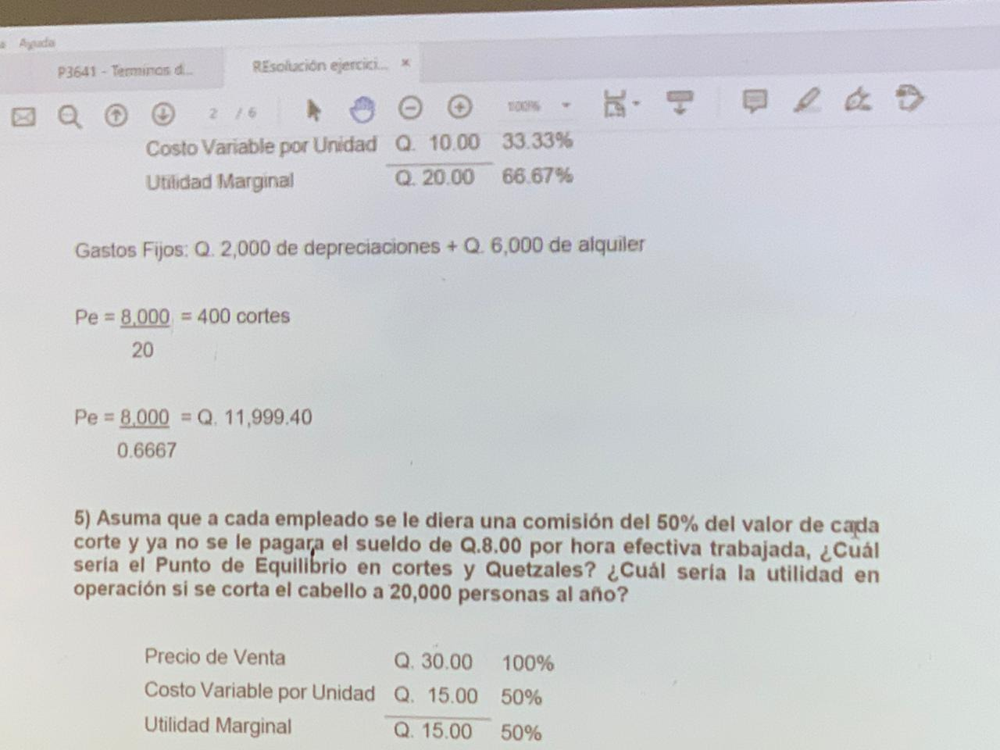 Ayuda
P3641 - Terminos d...
REsolución ejercici... ×
2 / 6
100%
Costo Variable por Unidad Q. 10.00 33.33%
Utilidad Marginal Q. 20.00 66.67%
Gastos Fijos: Q. 2,000 de depreciaciones + Q. 6,000 de alquiler
Pe = 8,000 = 400 cortes
20
Pe = 8,000 = Q. 11,999.40
0.6667
5) Asuma que a cada empleado se le diera una comisión del 50% del valor de cada
corte y ya no se le pagara el sueldo de Q.8.00 por hora efectiva trabajada, ¿Cuál
sería el Punto de Equilibrio en cortes y Quetzales? ¿Cuál sería la utilidad en
operación si se corta el cabello a 20,000 personas al año?
Precio de Venta Q. 30.00 100%
Costo Variable por Unidad Q. 15.00 50%
Utilidad Marginal Q. 15.00 50%